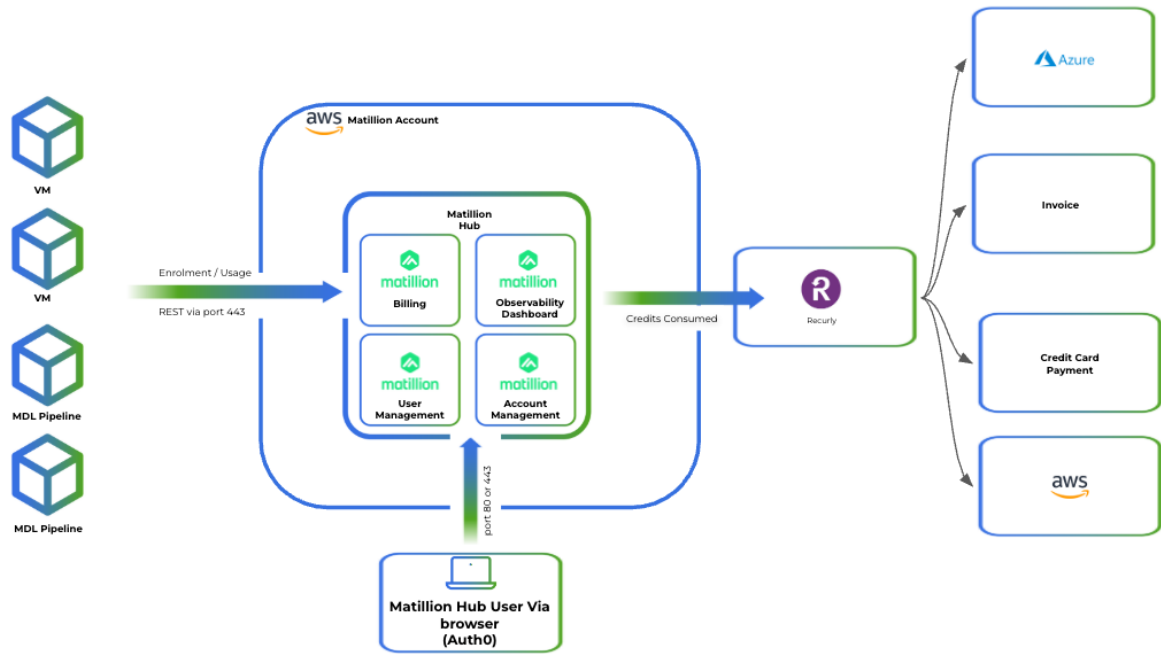 VM
VM
MDL Pipeline
MDL Pipeline
Enrolment / Usage
REST via port 443
aws Matillion Account
Matillion
Hub
matillion
Billing
matillion
Observability
Dashboard
matillion
User
Management
matillion
Account
Management
port 80 or 443
Matillion Hub User Via
browser
(Auth0)
Credits Consumed
Recurly
Azure
Invoice
Credit Card
Payment
aws